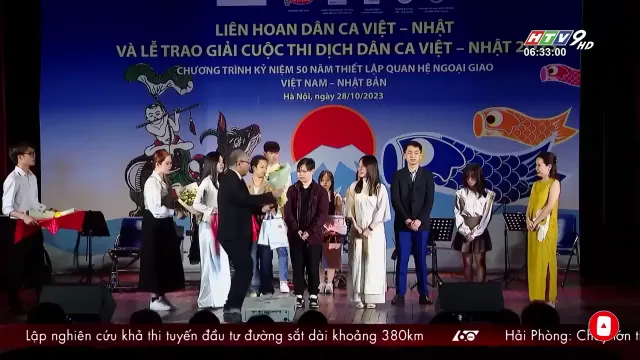 LIÊN HOAN DÂN CA VIỆT – NHẬT
VÀ LỄ TRAO GIẢI CUỘC THI DỊCH DÂN CA VIỆT – NHẬT 2
CHƯƠNG TRÌNH KỶ NIỆM 50 NĂM THIẾT LẬP QUAN HỆ NGOẠI GIAO
VIỆT NAM – NHẬT BẢN
Hà Nội, ngày 28/10/2023
HTV9 HD
06:33:00
Lập nghiên cứu khả thi tuyến đầu tư đường sắt dài khoảng 380km
Hải Phòng: Cháy lớn t